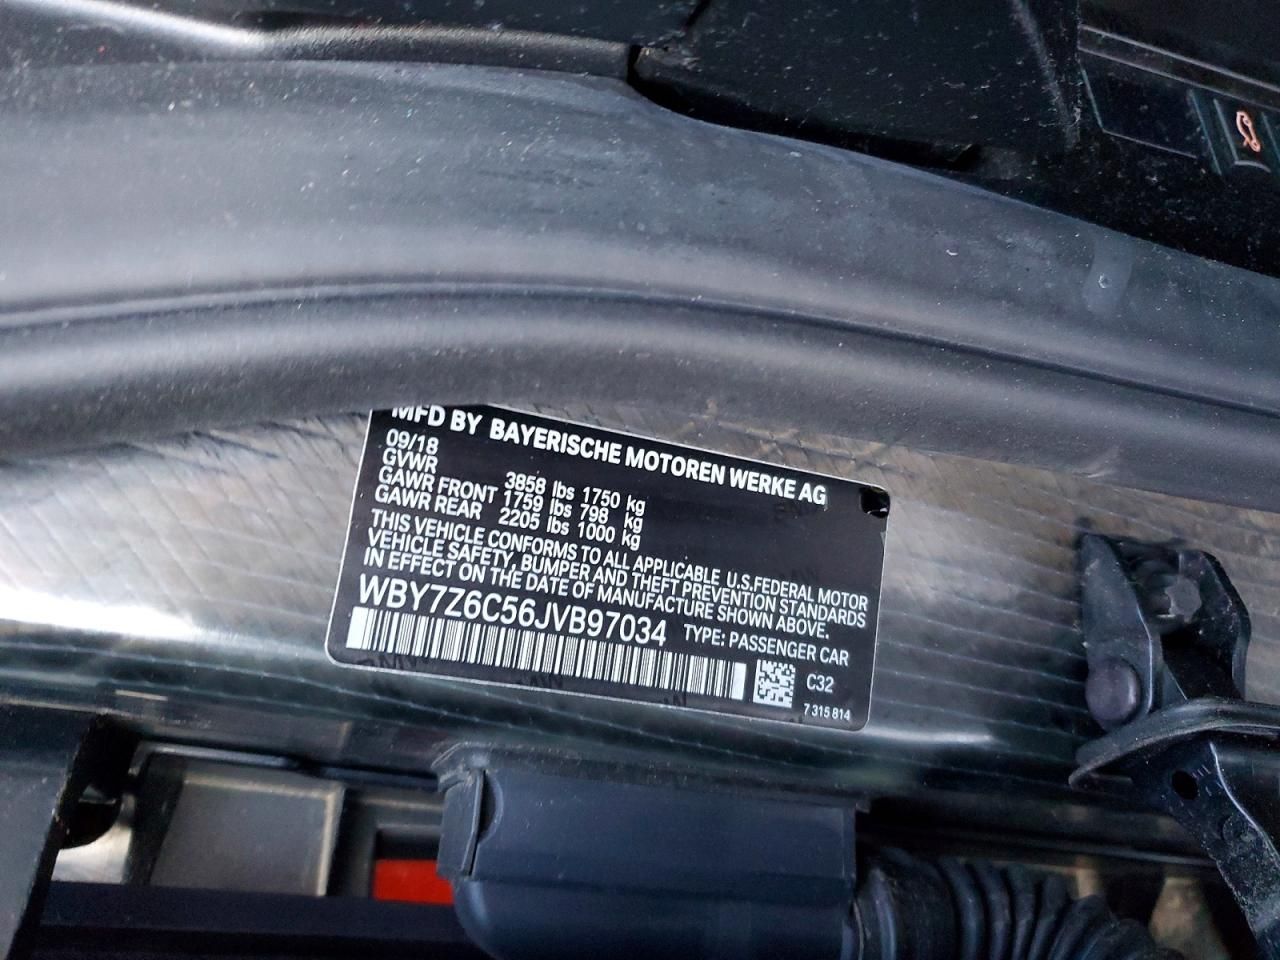 MFD BY BAYERISCHE MOTOREN WERKE AG
09/18
GVWR 3858 lbs 1750 kg
GAWR FRONT 1759 lbs 798 kg
GAWR REAR 2205 lbs 1000 kg
THIS VEHICLE CONFORMS TO ALL APPLICABLE U.S.FEDERAL MOTOR
VEHICLE SAFETY, BUMPER AND THEFT PREVENTION STANDARDS
IN EFFECT ON THE DATE OF MANUFACTURE SHOWN ABOVE.
WBY7Z6C56JVB97034 TYPE: PASSENGER CAR
C32
7 315 814